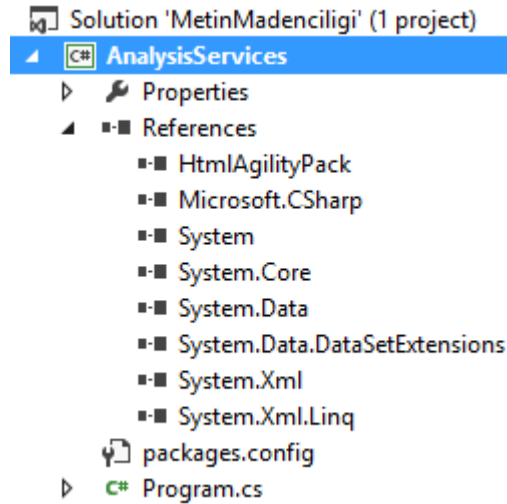 Solution 'MetinMadenciligi' (1 project)
C# AnalysisServices
Properties
References
HtmlAgilityPack
Microsoft.CSharp
System
System.Core
System.Data
System.Data.DataSetExtensions
System.Xml
System.Xml.Linq
packages.config
C# Program.cs